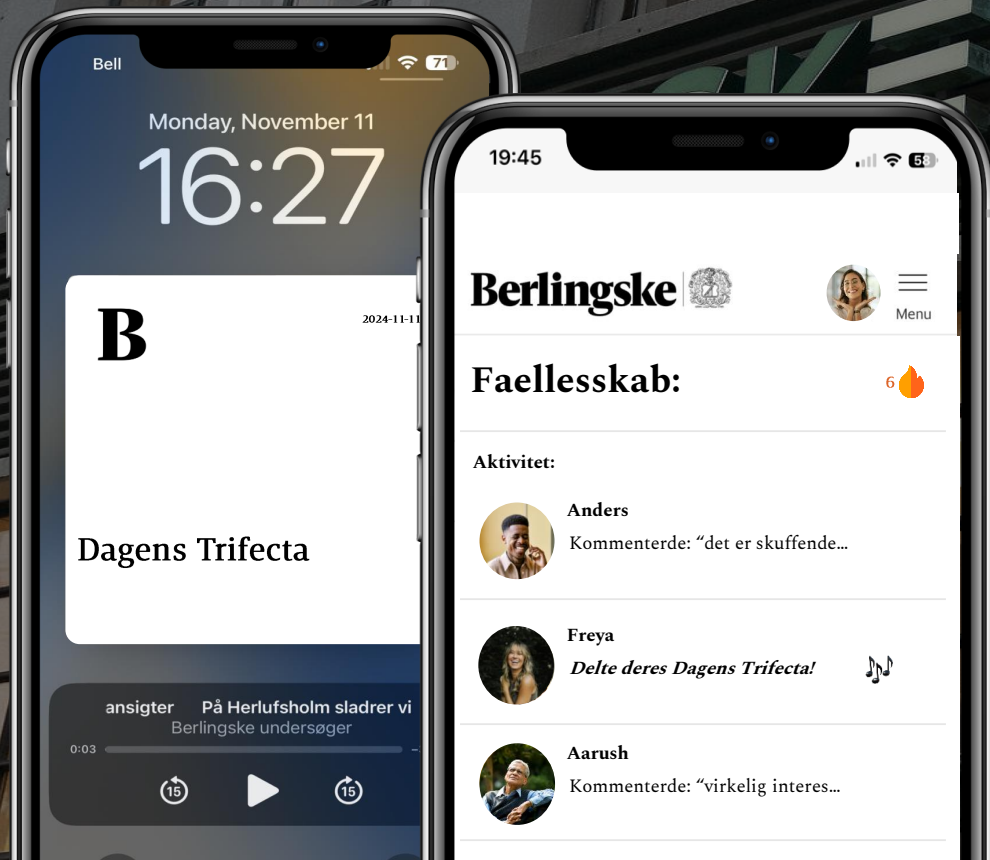 Bell
71
Monday, November 11
16:27
B
2024-11-11
Dagens Trifecta
ansigter På Herlufsholm sladrer vi
Berlingske undersøger
0:03
15
15
19:45
58
Berlingske
Menu
Faellesskab:
6
Aktivitet:
Anders
Kommenterde: “det er skuffende...
Freya
Delte deres Dagens Trifecta!
Aarush
Kommenterde: “virkelig interes...